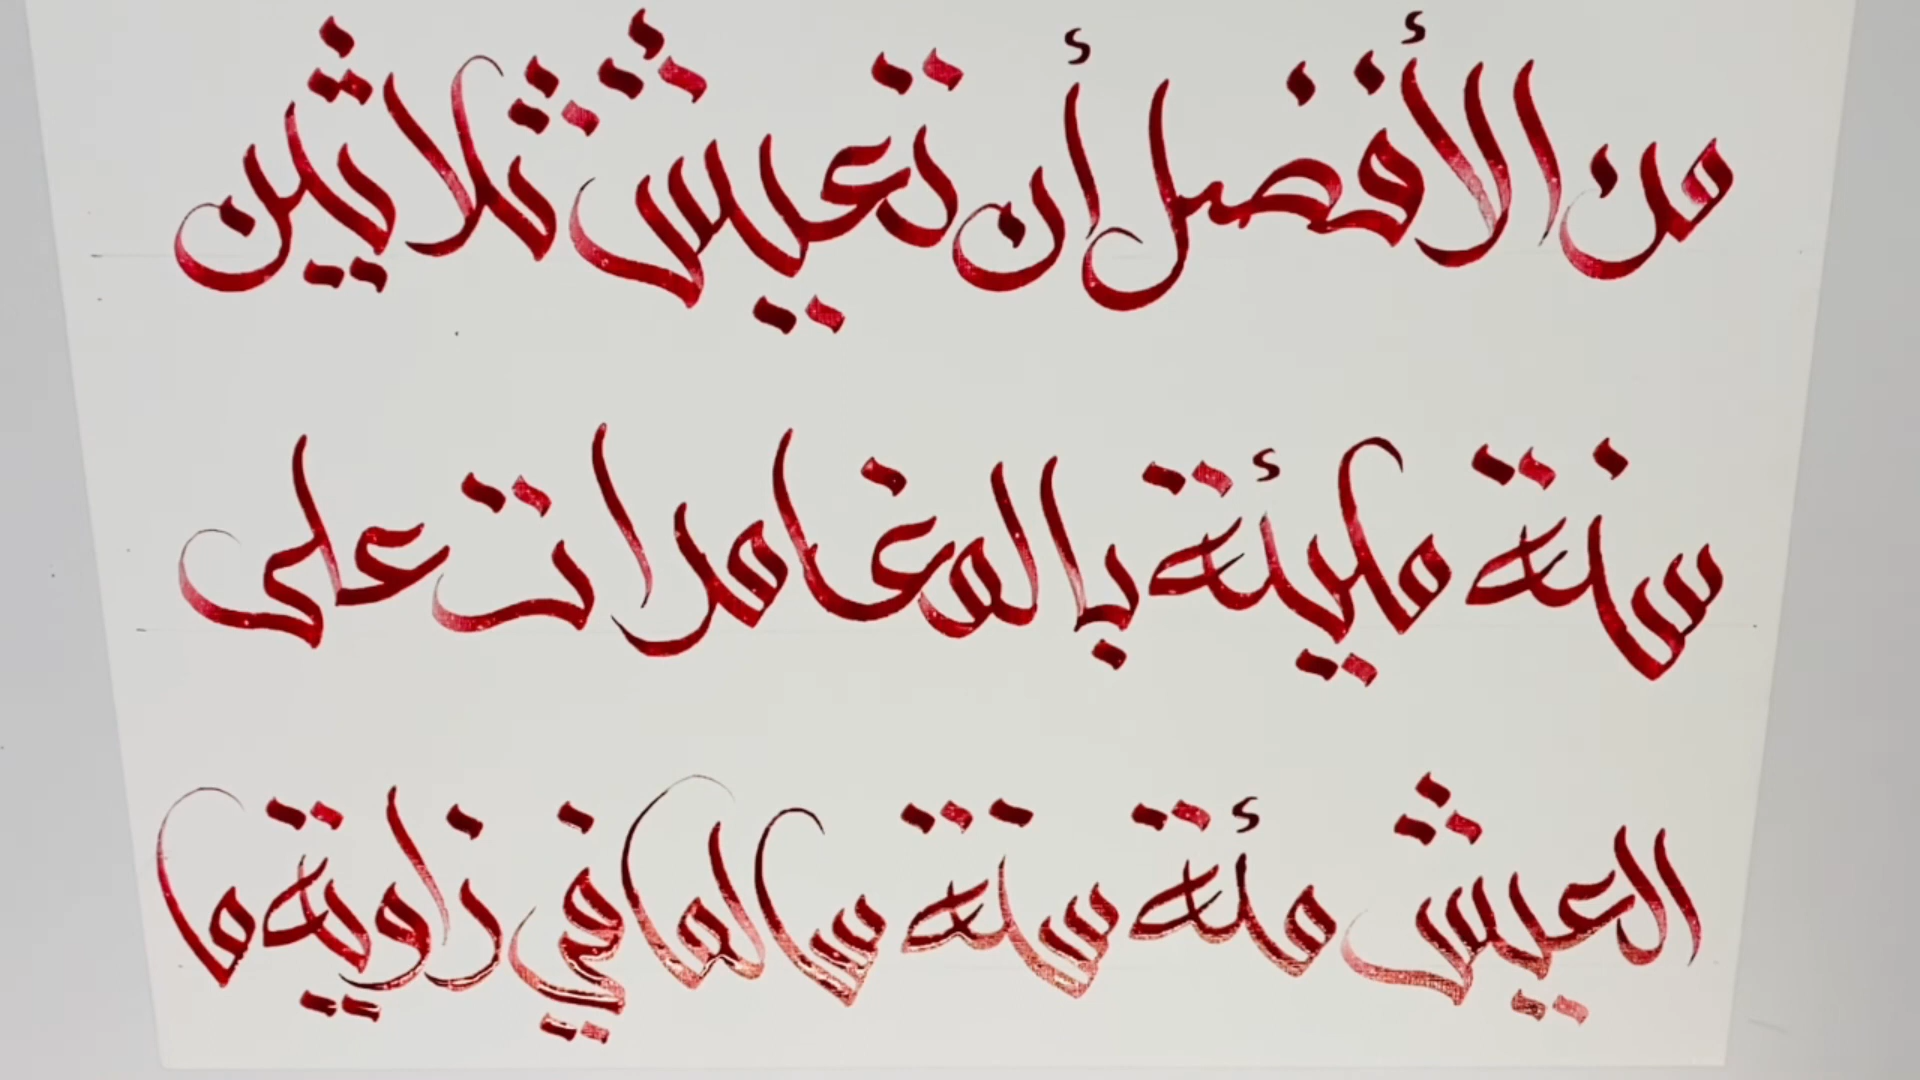 من الأفضل أن تعيش ثلاثين
سنة مليئة بالمغامرات على
العيش مئة سنة سالما في زاوية ما